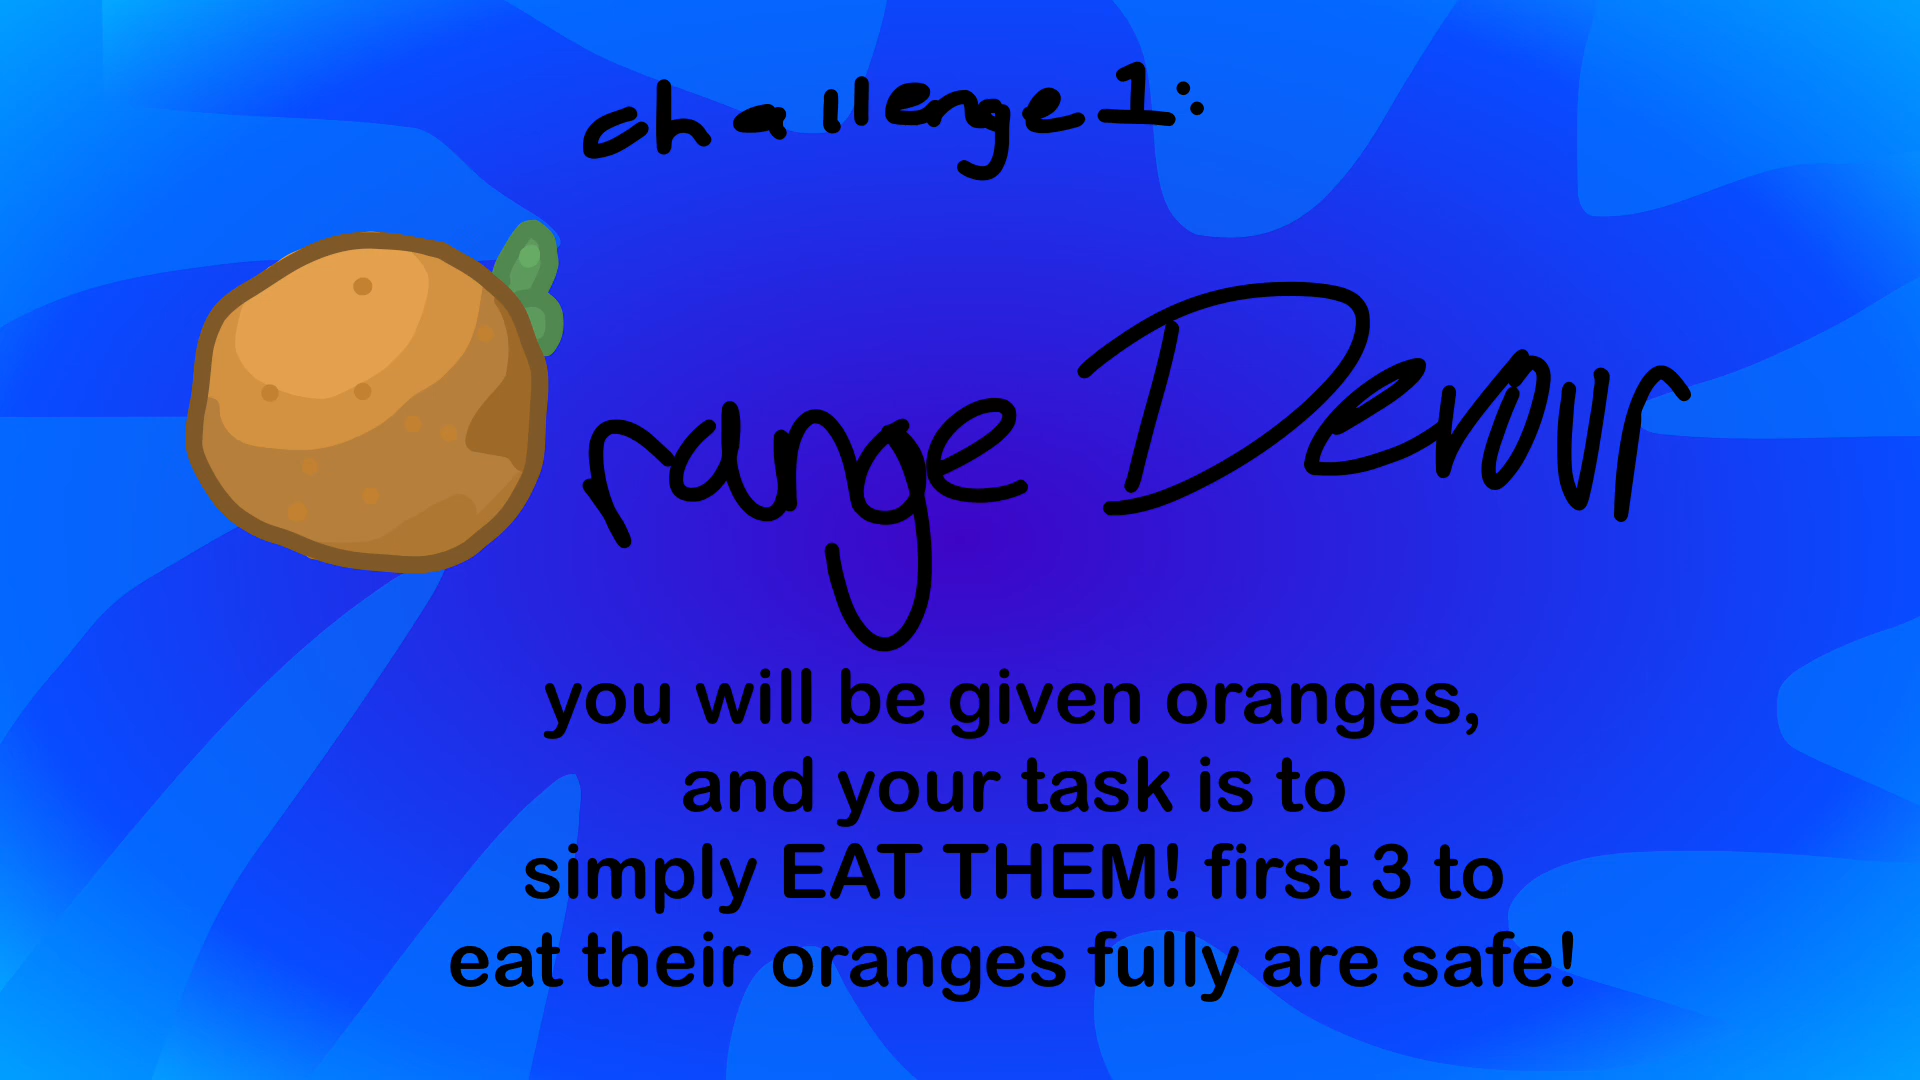 challenge 1:
range Devour
you will be given oranges,
and your task is to
simply EAT THEM! first 3 to
eat their oranges fully are safe!